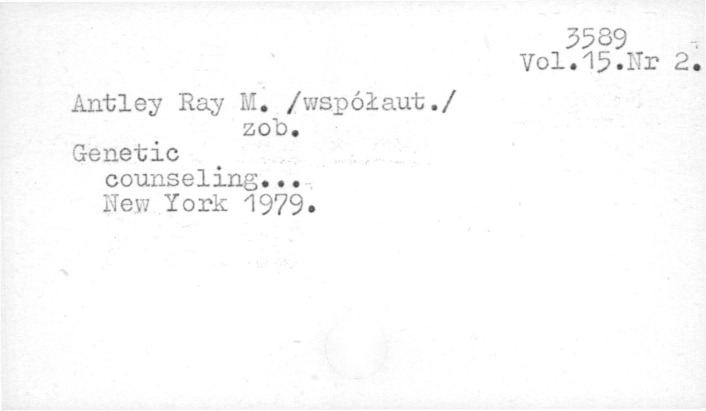 3589
Vol.15.Nr 2.
Antley Ray M. /współaut./
zob.
Genetic
counseling...
New York 1979.